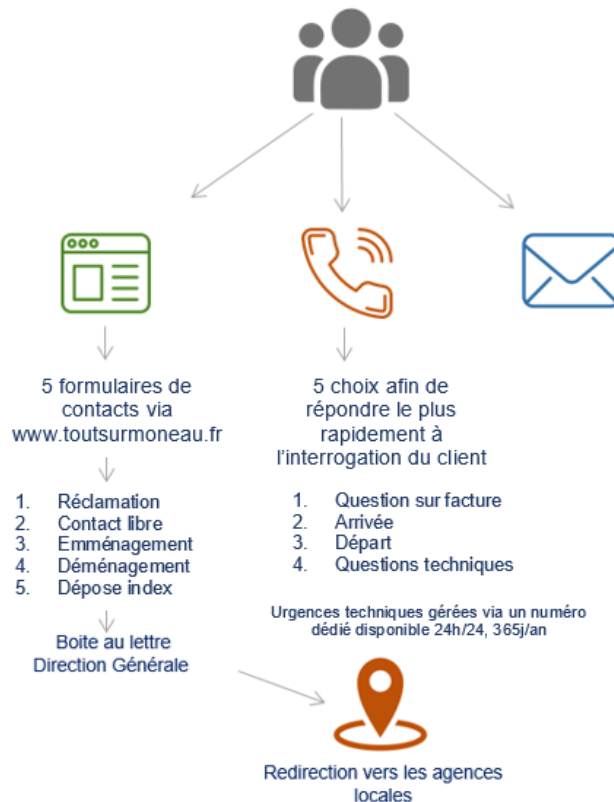 5 formulaires de
contacts via
www.toutsurmoneau.fr
1. Réclamation
2. Contact libre
3. Emménagement
4. Déménagement
5. Dépose index
Boite au lettre
Direction Générale
5 choix afin de
répondre le plus
rapidement à
l'interrogation du client
1. Question sur facture
2. Arrivée
3. Départ
4. Questions techniques
Urgences techniques gérées via un numéro
dédié disponible 24h/24, 365j/an
Redirection vers les agences
locales